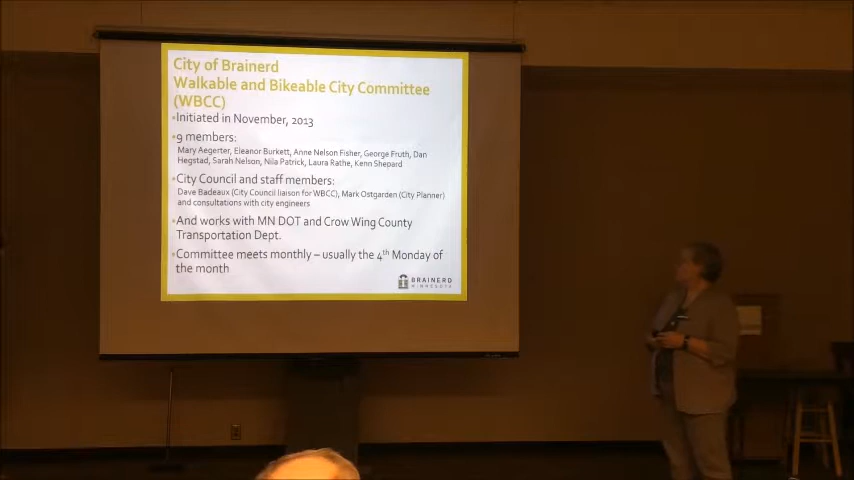 City of Brainerd
Walkable and Bikeable City Committee
(WBCC)
▪Initiated in November, 2013
▪9 members:
Mary Aegerter, Eleanor Burkett, Anne Nelson Fisher, George Fruth, Dan
Hegstad, Sarah Nelson, Nila Patrick, Laura Rathe, Kenn Shepard
▪City Council and staff members:
Dave Badeaux (City Council liaison for WBCC), Mark Ostgarden (City Planner)
and consultations with city engineers
▪And works with MN DOT and Crow Wing County
Transportation Dept.
▪Committee meets monthly – usually the 4th Monday of
the month
BRAINERD
MINNESOTA